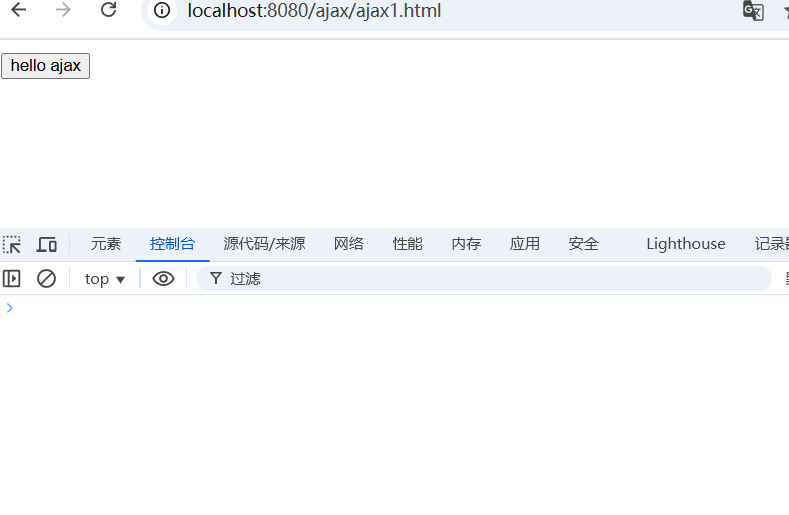 localhost:8080/ajax/ajax1.html
hello ajax
元素 控制台 源代码/来源 网络 性能 内存 应用 安全 Lighthouse 记录器
top 过滤